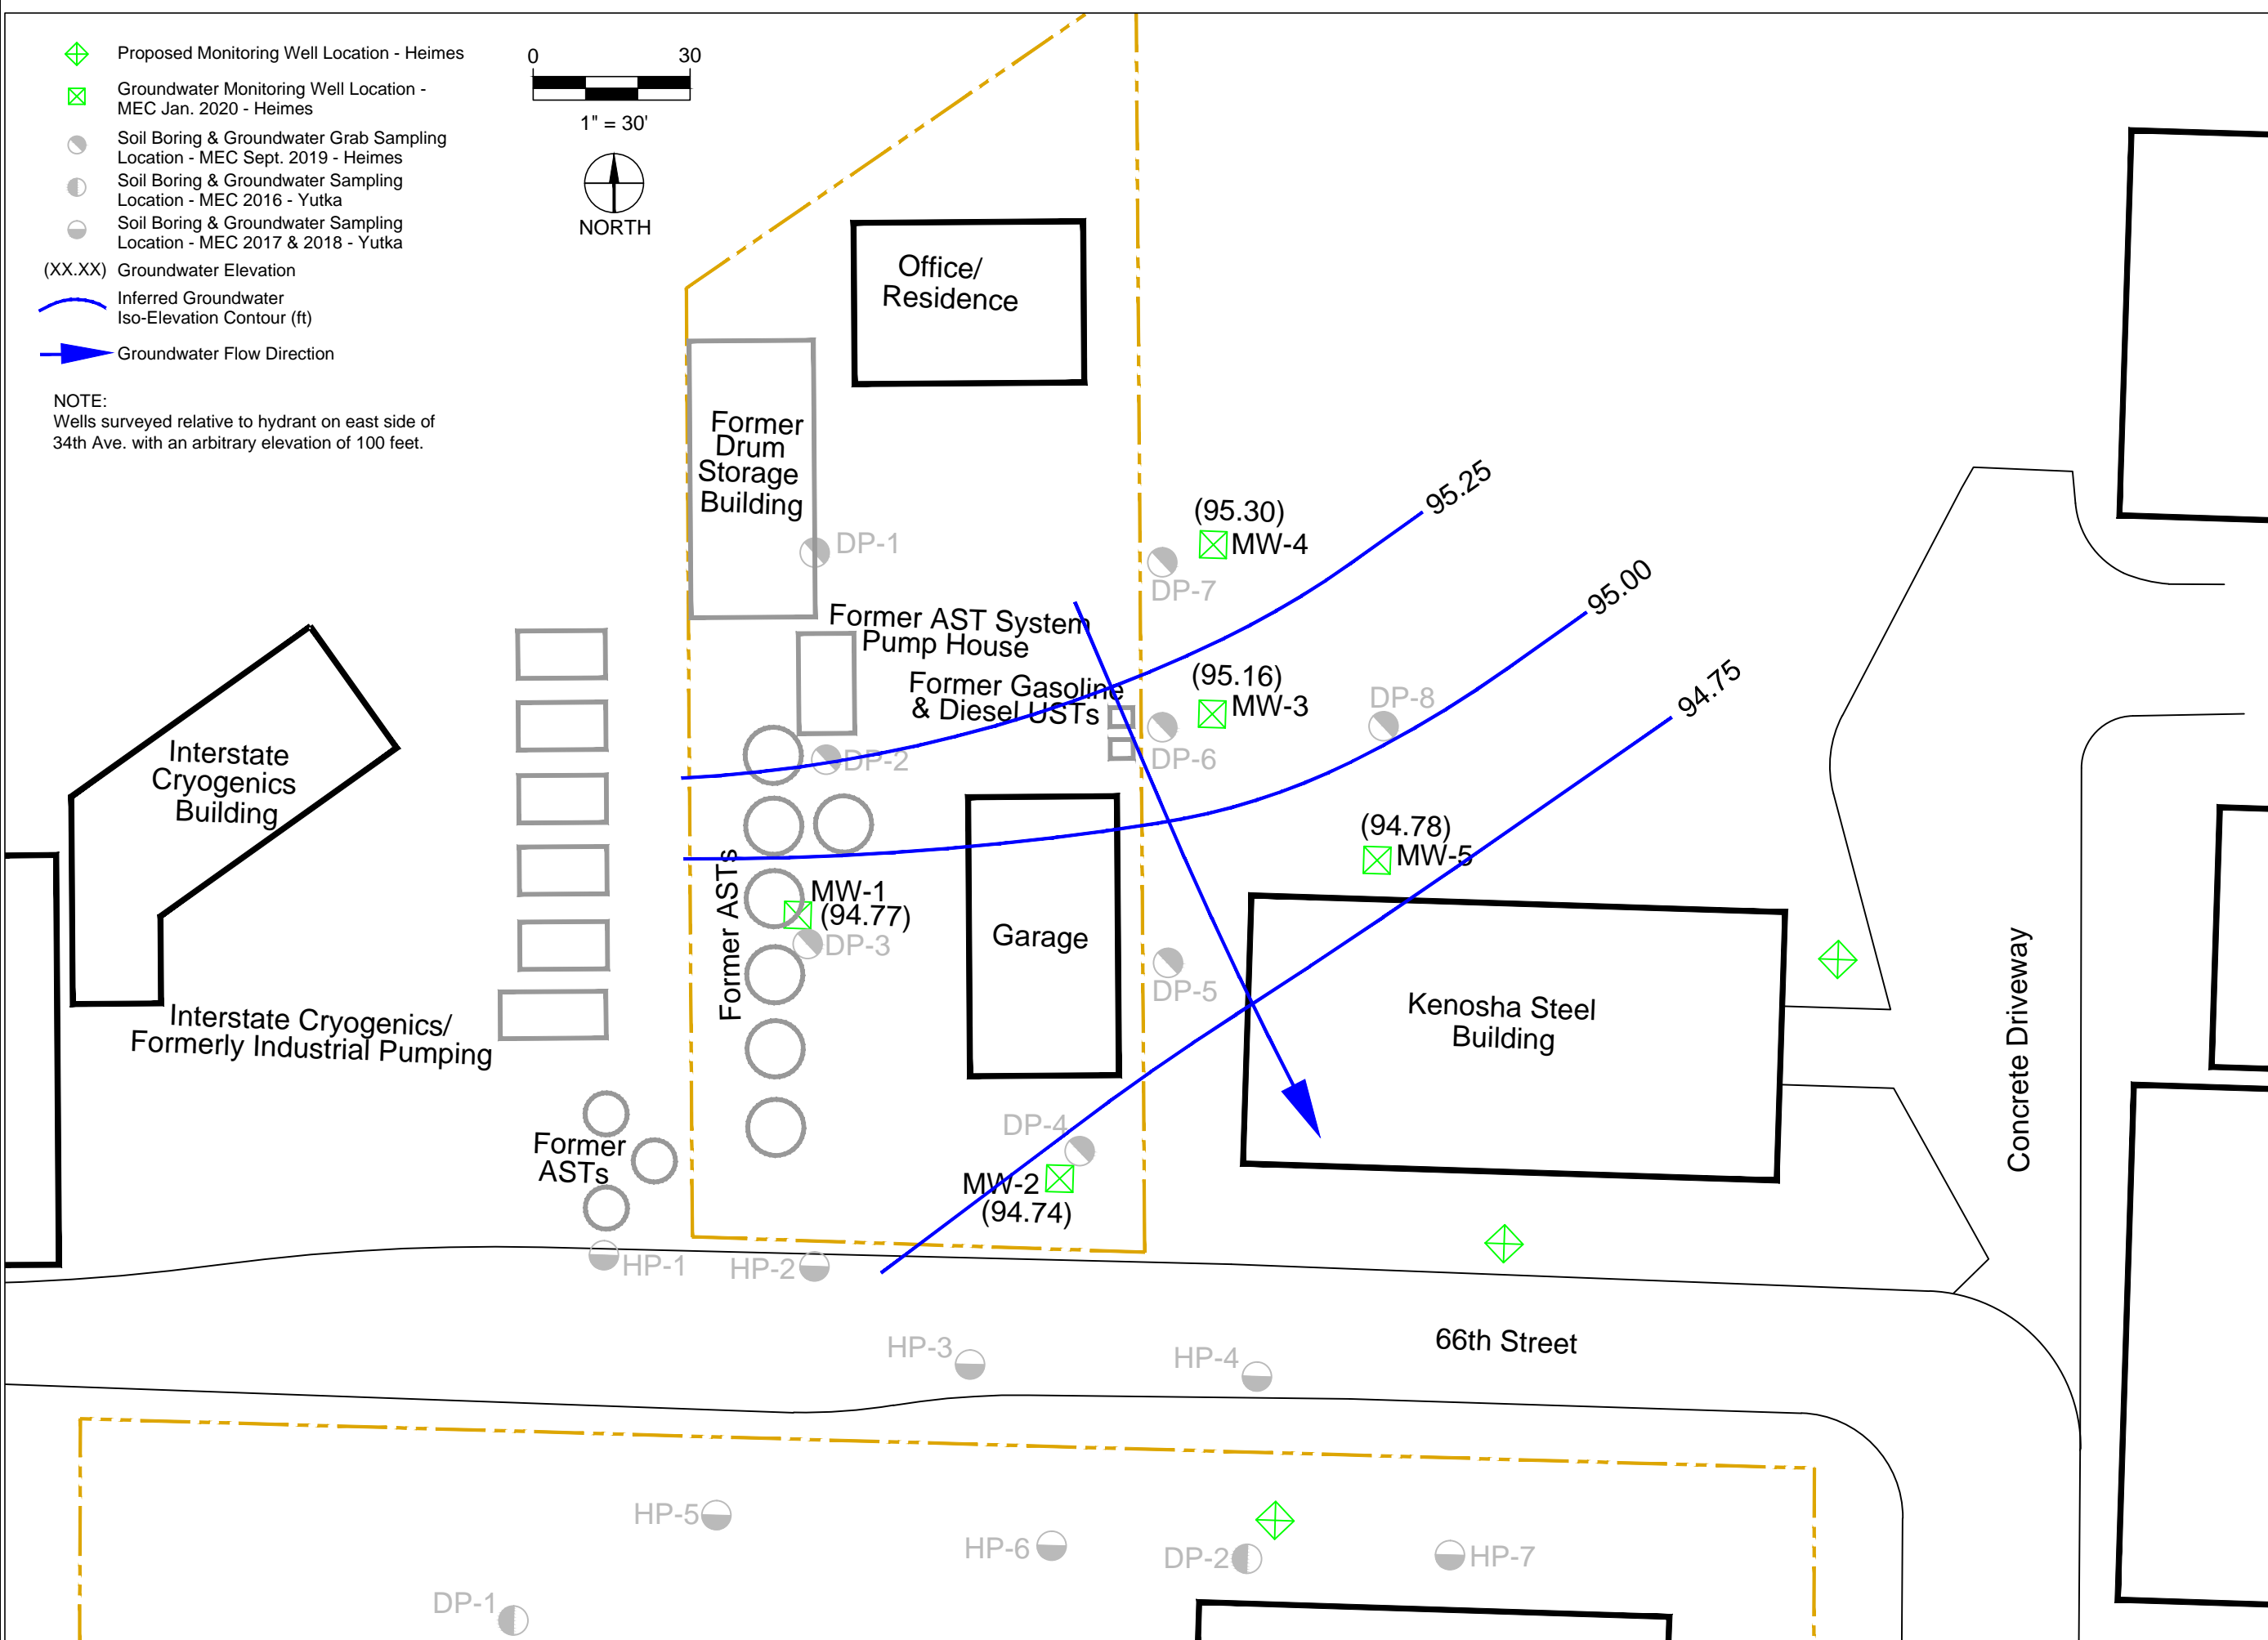 Proposed Monitoring Well Location - Heimes
Groundwater Monitoring Well Location -
MEC Jan. 2020 - Heimes
Soil Boring & Groundwater Grab Sampling
Location - MEC Sept. 2019 - Heimes
Soil Boring & Groundwater Sampling
Location - MEC 2016 - Yutka
Soil Boring & Groundwater Sampling
Location - MEC 2017 & 2018 - Yutka
(XX.XX) Groundwater Elevation
Inferred Groundwater
Iso-Elevation Contour (ft)
Groundwater Flow Direction
NOTE:
Wells surveyed relative to hydrant on east side of
34th Ave. with an arbitrary elevation of 100 feet.
0 30
1" = 30'
NORTH
Office/
Residence
Former
Drum
Storage
Building
DP-1
(95.30)
MW-4
DP-7
95.25
95.00
94.75
Former AST System
Pump House
Former Gasoline
& Diesel USTs
(95.16)
MW-3
DP-6
DP-8
DP-2
Interstate
Cryogenics
Building
(94.78)
MW-5
Former ASTs
MW-1
(94.77)
DP-3
Garage
DP-5
Kenosha Steel
Building
Concrete Driveway
Interstate Cryogenics/
Formerly Industrial Pumping
Former
ASTs
DP-4
MW-2
(94.74)
HP-1
HP-2
HP-3
HP-4
66th Street
HP-5
HP-6
DP-2
HP-7
DP-1